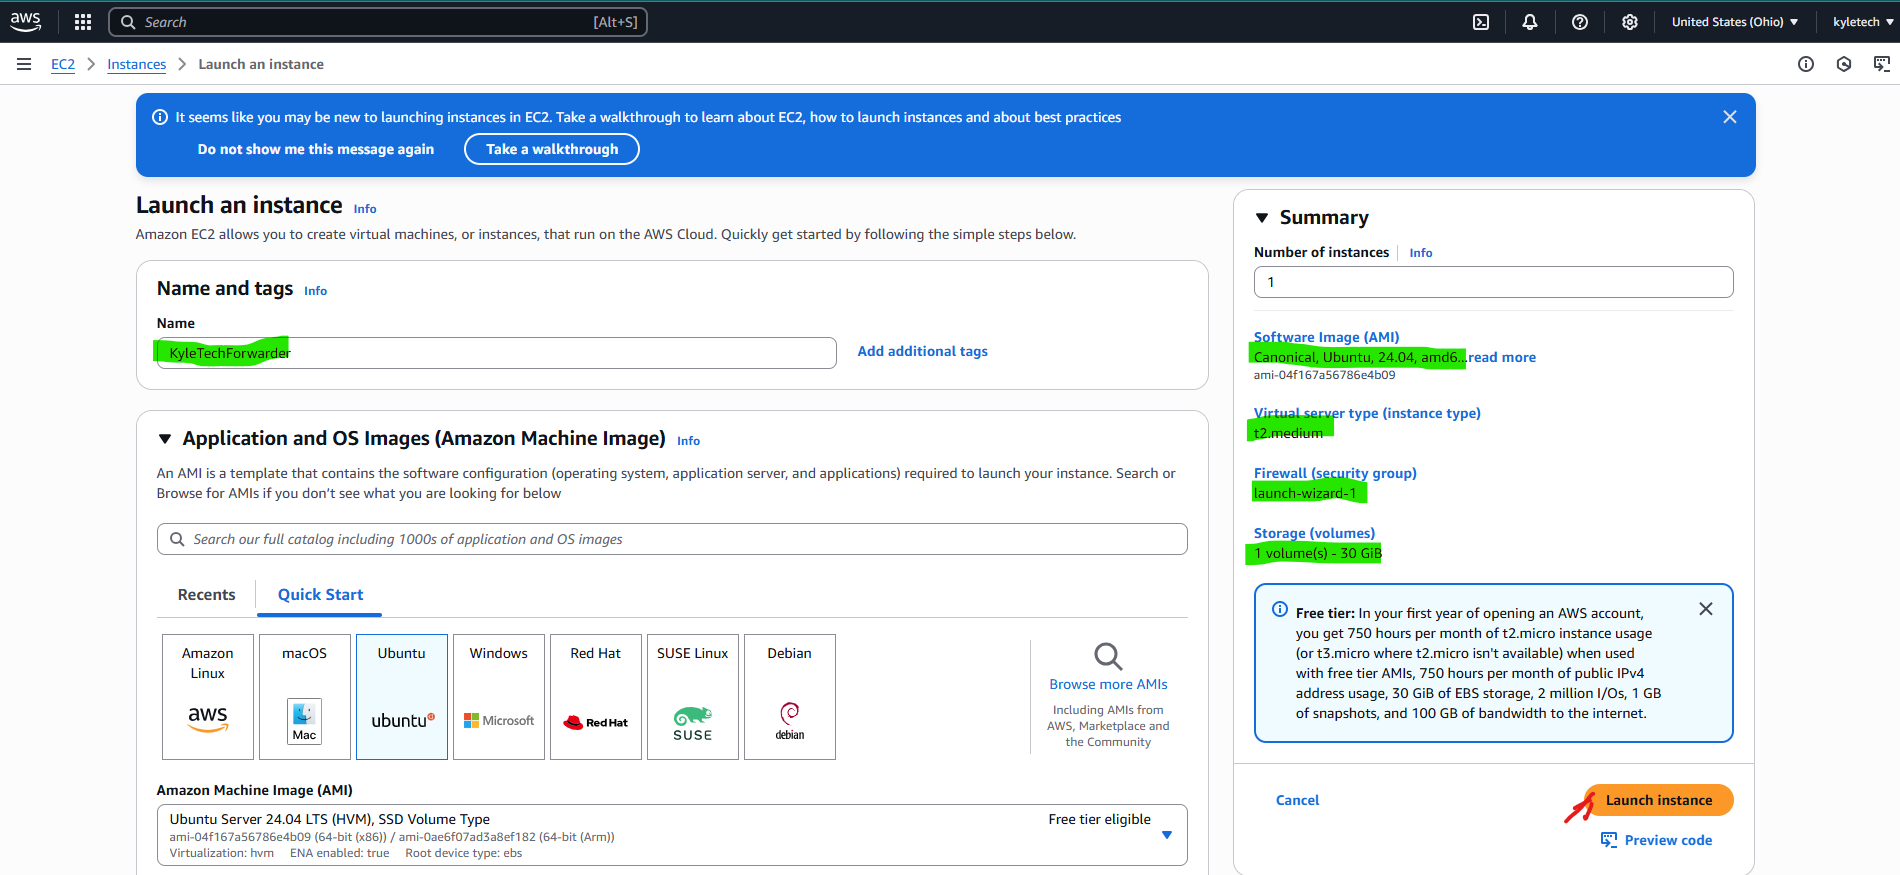 aws
Search [Alt+S]
United States (Ohio) kyletech
EC2 Instances Launch an instance
It seems like you may be new to launching instances in EC2. Take a walkthrough to learn about EC2, how to launch instances and about best practices
Do not show me this message again Take a walkthrough
Launch an instance Info
Amazon EC2 allows you to create virtual machines, or instances, that run on the AWS Cloud. Quickly get started by following the simple steps below.
Name and tags Info
Name
KyleTechForwarder
Add additional tags
Application and OS Images (Amazon Machine Image) Info
An AMI is a template that contains the software configuration (operating system, application server, and applications) required to launch your instance. Search or
Browse for AMIs if you don't see what you are looking for below
Search our full catalog including 1000s of application and OS images
Recents Quick Start
Amazon
Linux
aws
macOS
Mac
Ubuntu
ubuntu
Windows
Microsoft
Red Hat
RedHat
SUSE Linux
SUSE
Debian
debian
Browse more AMIs
Including AMIs from
AWS, Marketplace and
the Community
Amazon Machine Image (AMI)
Ubuntu Server 24.04 LTS (HVM), SSD Volume Type Free tier eligible
ami-04f167a56786e4b09 (64-bit (x86)) / ami-0ae6f07ad3a8ef182 (64-bit (Arm))
Virtualization: hvm ENA enabled: true Root device type: ebs
Summary
Number of instances Info
1
Software Image (AMI)
Canonical, Ubuntu, 24.04, amd6...read more
ami-04f167a56786e4b09
Virtual server type (instance type)
t2.medium
Firewall (security group)
launch-wizard-1
Storage (volumes)
1 volume(s) - 30 GiB
Free tier: In your first year of opening an AWS account,
you get 750 hours per month of t2.micro instance usage
(or t3.micro where t2.micro isn't available) when used
with free tier AMIs, 750 hours per month of public IPv4
address usage, 30 GiB of EBS storage, 2 million I/Os, 1 GB
of snapshots, and 100 GB of bandwidth to the internet.
Cancel Launch instance
Preview code